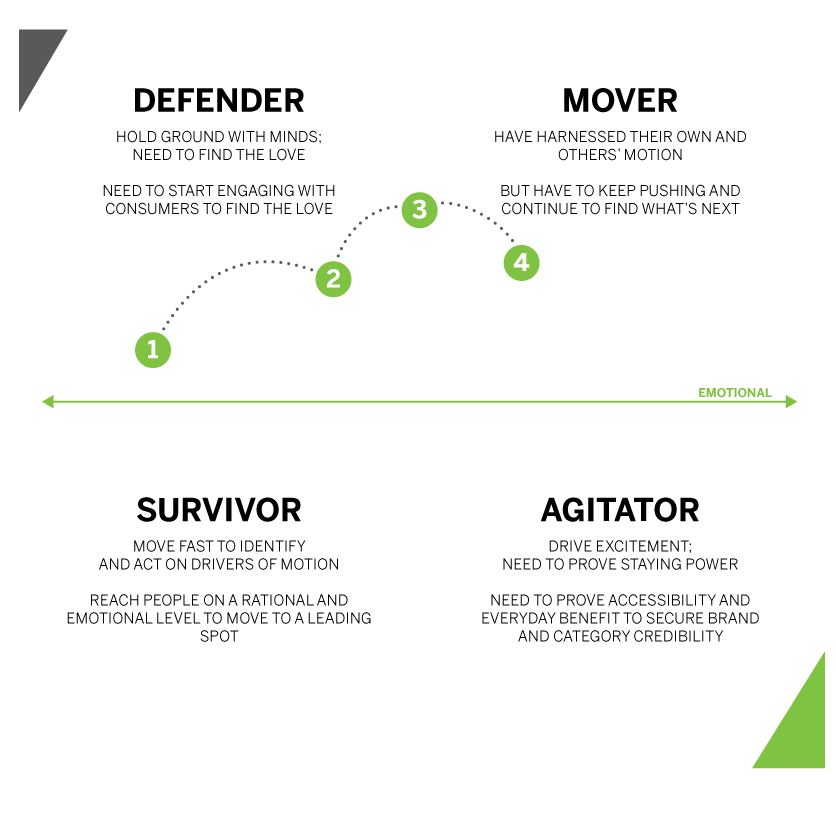 DEFENDER
HOLD GROUND WITH MINDS;
NEED TO FIND THE LOVE
NEED TO START ENGAGING WITH
CONSUMERS TO FIND THE LOVE
MOVER
HAVE HARNESSED THEIR OWN AND
OTHERS' MOTION
BUT HAVE TO KEEP PUSHING AND
CONTINUE TO FIND WHAT'S NEXT
1
2
3
4
EMOTIONAL
SURVIVOR
MOVE FAST TO IDENTIFY
AND ACT ON DRIVERS OF MOTION
REACH PEOPLE ON A RATIONAL AND
EMOTIONAL LEVEL TO MOVE TO A LEADING
SPOT
AGITATOR
DRIVE EXCITEMENT;
NEED TO PROVE STAYING POWER
NEED TO PROVE ACCESSIBILITY AND
EVERYDAY BENEFIT TO SECURE BRAND
AND CATEGORY CREDIBILITY